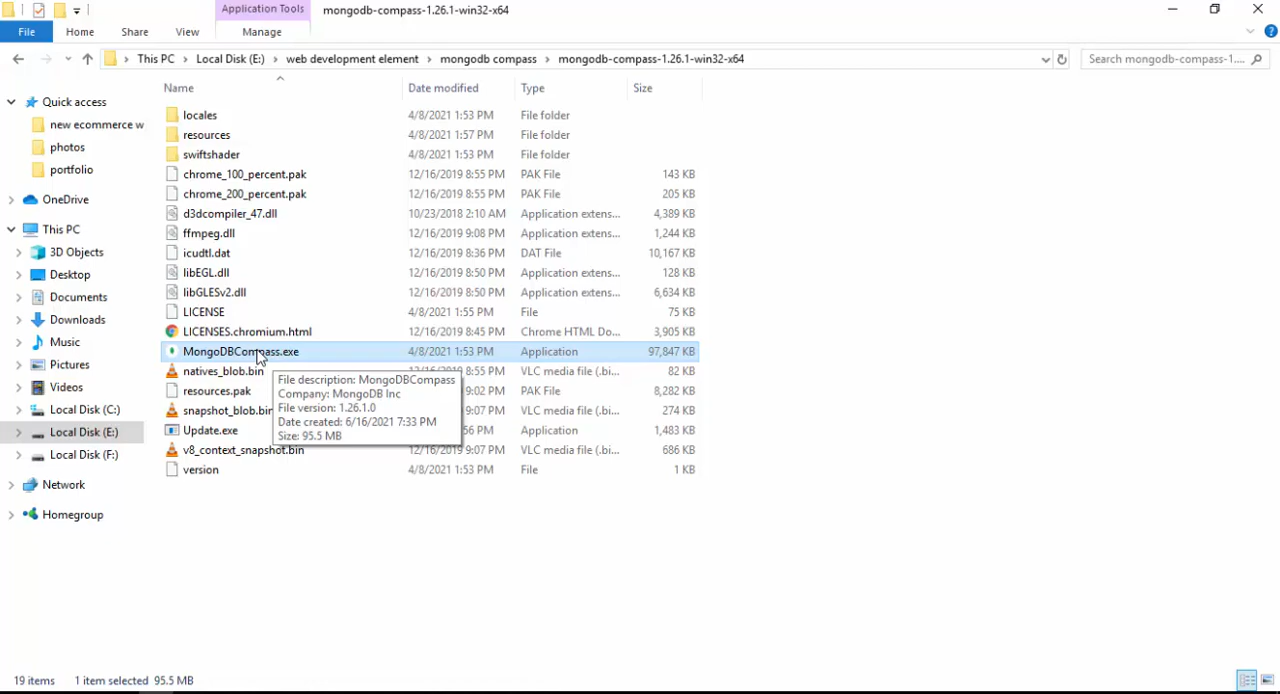 Application Tools
mongodb-compass-1.26.1-win32-x64
File
Home
Share
View
Manage
This PC
Local Disk (E:)
web development element
mongodb compass
mongodb-compass-1.26.1-win32-x64
Search mongodb-compass-1....
Name
Date modified
Type
Size
Quick access
new ecommerce w
photos
portfolio
OneDrive
This PC
3D Objects
Desktop
Documents
Downloads
Music
Pictures
Videos
Local Disk (C:)
Local Disk (E:)
Local Disk (F:)
Network
Homegroup
locales 4/8/2021 1:53 PM File folder
resources 4/8/2021 1:57 PM File folder
swiftshader 4/8/2021 1:53 PM File folder
chrome_100_percent.pak 12/16/2019 8:55 PM PAK File 143 KB
chrome_200_percent.pak 12/16/2019 8:55 PM PAK File 205 KB
d3dcompiler_47.dll 10/23/2018 2:10 AM Application extens... 4,389 KB
ffmpeg.dll 12/16/2019 9:08 PM Application extens... 1,244 KB
icudtl.dat 12/16/2019 8:36 PM DAT File 10,167 KB
libEGL.dll 12/16/2019 8:50 PM Application extens... 128 KB
libGLESv2.dll 12/16/2019 8:50 PM Application extens... 6,634 KB
LICENSE 4/8/2021 1:55 PM File 75 KB
LICENSES.chromium.html 12/16/2019 8:45 PM Chrome HTML Do... 3,905 KB
MongoDBCompass.exe 4/8/2021 1:53 PM Application 97,847 KB
natives_blob.bin 12/16/2019 8:55 PM VLC media file (.bi... 82 KB
resources.pak 9:02 PM PAK File 8,282 KB
snapshot_blob.bin 9:07 PM VLC media file (.bi... 274 KB
Update.exe 56 PM Application 1,483 KB
v8_context_snapshot.bin 12/16/2019 9:07 PM VLC media file (.bi... 686 KB
version 4/8/2021 1:53 PM File 1 KB
File description: MongoDBCompass
Company: MongoDB Inc
File version: 1.26.1.0
Date created: 6/16/2021 7:33 PM
Size: 95.5 MB
19 items
1 item selected 95.5 MB